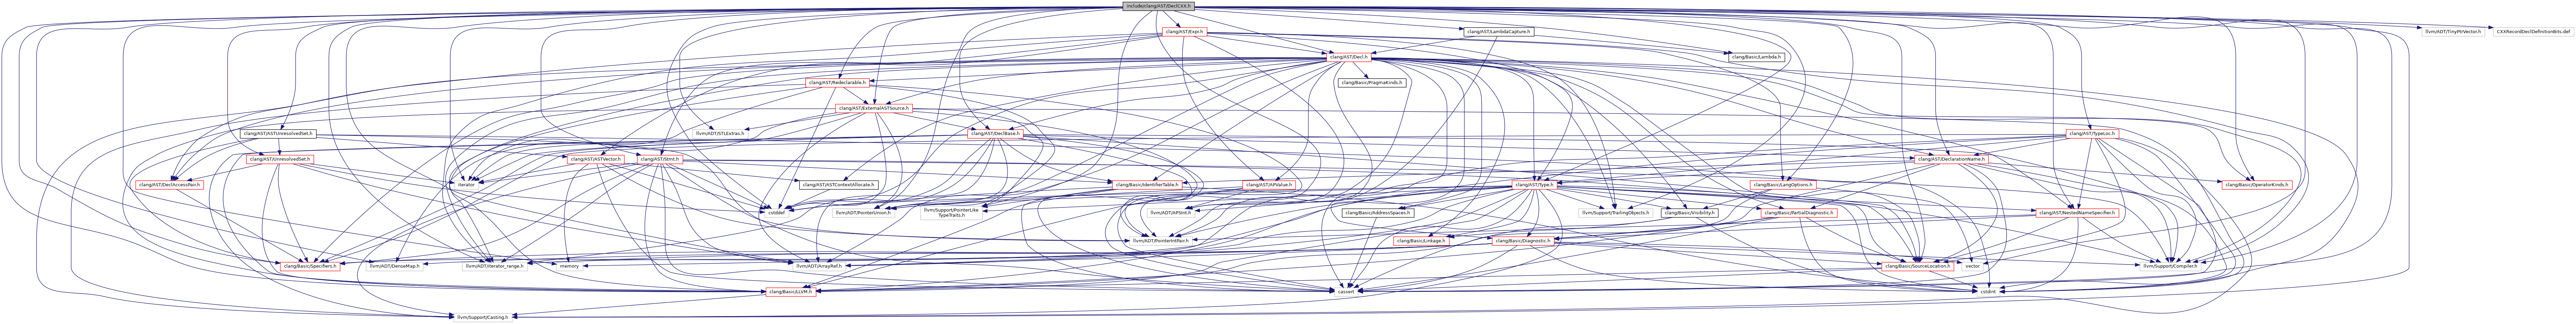 include/clang/AST/DeclCXX.h
clang/AST/Expr.h
clang/AST/LambdaCapture.h
llvm/ADT/TinyPtrVector.h
CXXRecordDeclDefinitionBits.def
clang/AST/Decl.h
clang/Basic/Lambda.h
clang/AST/Redeclarable.h
clang/Basic/PragmaKinds.h
clang/AST/ExternalASTSource.h
clang/AST/ASTUnresolvedSet.h
llvm/ADT/STLExtras.h
clang/AST/DeclBase.h
clang/AST/TypeLoc.h
clang/AST/UnresolvedSet.h
clang/AST/ASTVector.h
clang/AST/Stmt.h
clang/AST/DeclarationName.h
clang/AST/DeclAccessPair.h
iterator
clang/AST/ASTContextAllocate.h
clang/Basic/IdentifierTable.h
clang/AST/APValue.h
clang/AST/Type.h
clang/Basic/LangOptions.h
clang/Basic/OperatorKinds.h
cstddef
llvm/ADT/PointerUnion.h
llvm/Support/PointerLike
TypeTraits.h
llvm/ADT/APSInt.h
llvm/Support/TrailingObjects.h
clang/Basic/AddressSpaces.h
clang/Basic/Visibility.h
clang/Basic/PartialDiagnostic.h
clang/AST/NestedNameSpecifier.h
llvm/ADT/PointerIntPair.h
clang/Basic/Linkage.h
clang/Basic/Diagnostic.h
clang/Basic/Specifiers.h
llvm/ADT/DenseMap.h
llvm/ADT/iterator_range.h
memory
llvm/ADT/ArrayRef.h
clang/Basic/SourceLocation.h
vector
llvm/Support/Compiler.h
clang/Basic/LLVM.h
cassert
cstdint
llvm/Support/Casting.h